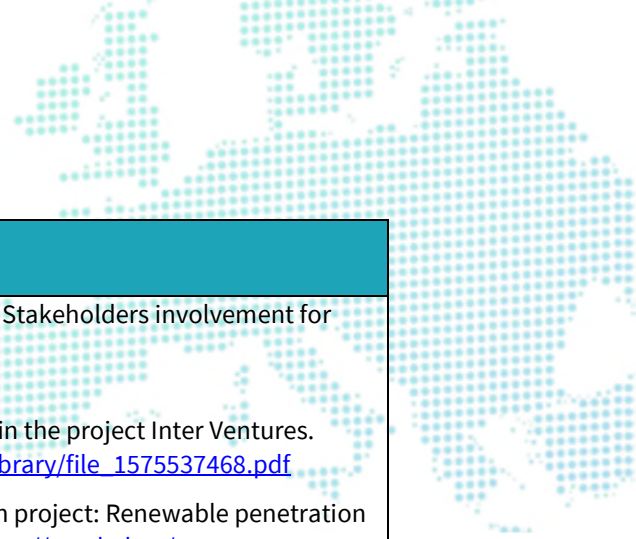 Stakeholders involvement for
in the project Inter Ventures.
brary/file_1575537468.pdf
project: Renewable penetration